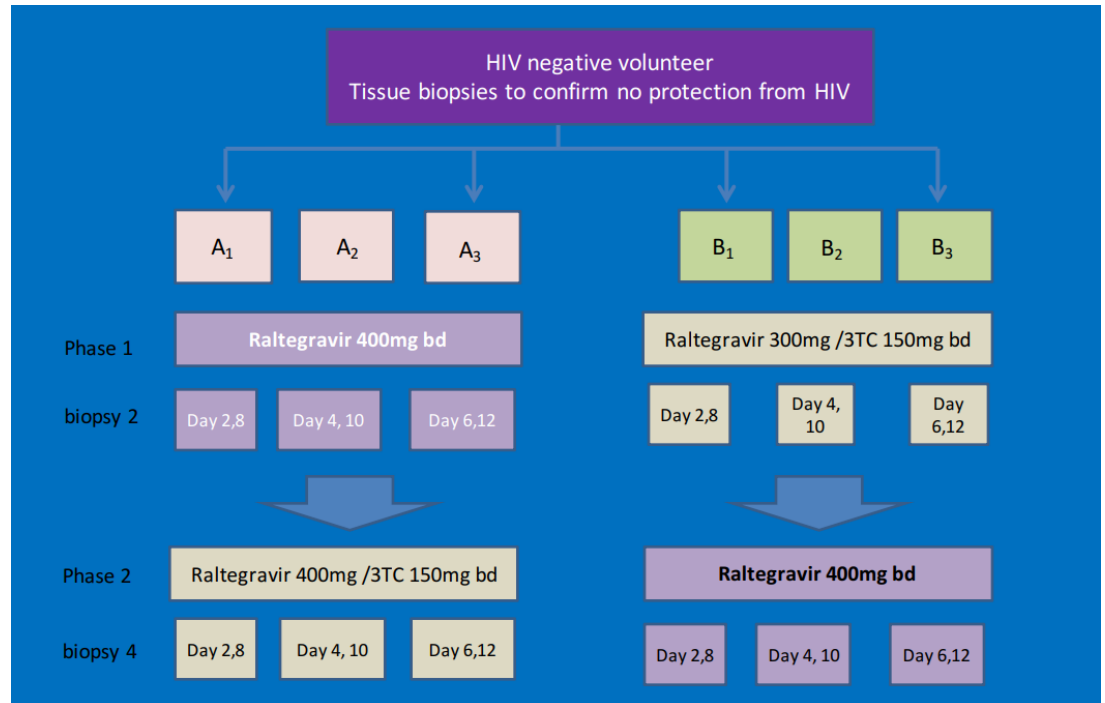 HIV negative volunteer
Tissue biopsies to confirm no protection from HIV
A₁ A₂ A₃ B₁ B₂ B₃
Phase 1
Raltegravir 400mg bd
Raltegravir 300mg /3TC 150mg bd
biopsy 2
Day 2,8
Day 4, 10
Day 6,12
Day 2,8
Day 4,
10
Day
6,12
Phase 2
Raltegravir 400mg /3TC 150mg bd
Raltegravir 400mg bd
biopsy 4
Day 2,8
Day 4, 10
Day 6,12
Day 2,8
Day 4, 10
Day 6,12